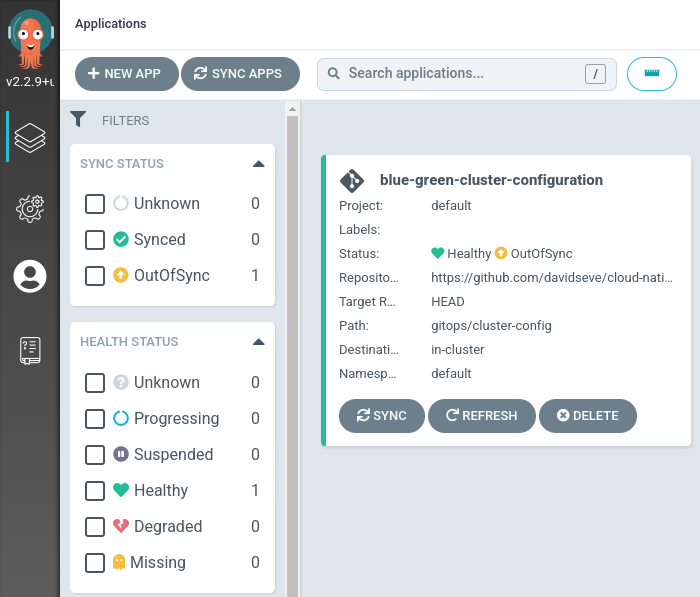 Applications
v2.2.9+u
NEW APP
SYNC APPS
Search applications...
/
FILTERS
SYNC STATUS
Unknown 0
Synced 0
OutOfSync 1
HEALTH STATUS
Unknown 0
Progressing 0
Suspended 0
Healthy 1
Degraded 0
Missing 0
blue-green-cluster-configuration
Project: default
Labels:
Status: Healthy OutOfSync
Reposito... https://github.com/davidseve/cloud-nati...
Target R... HEAD
Path: gitops/cluster-config
Destinati... in-cluster
Namesp... default
SYNC
REFRESH
DELETE